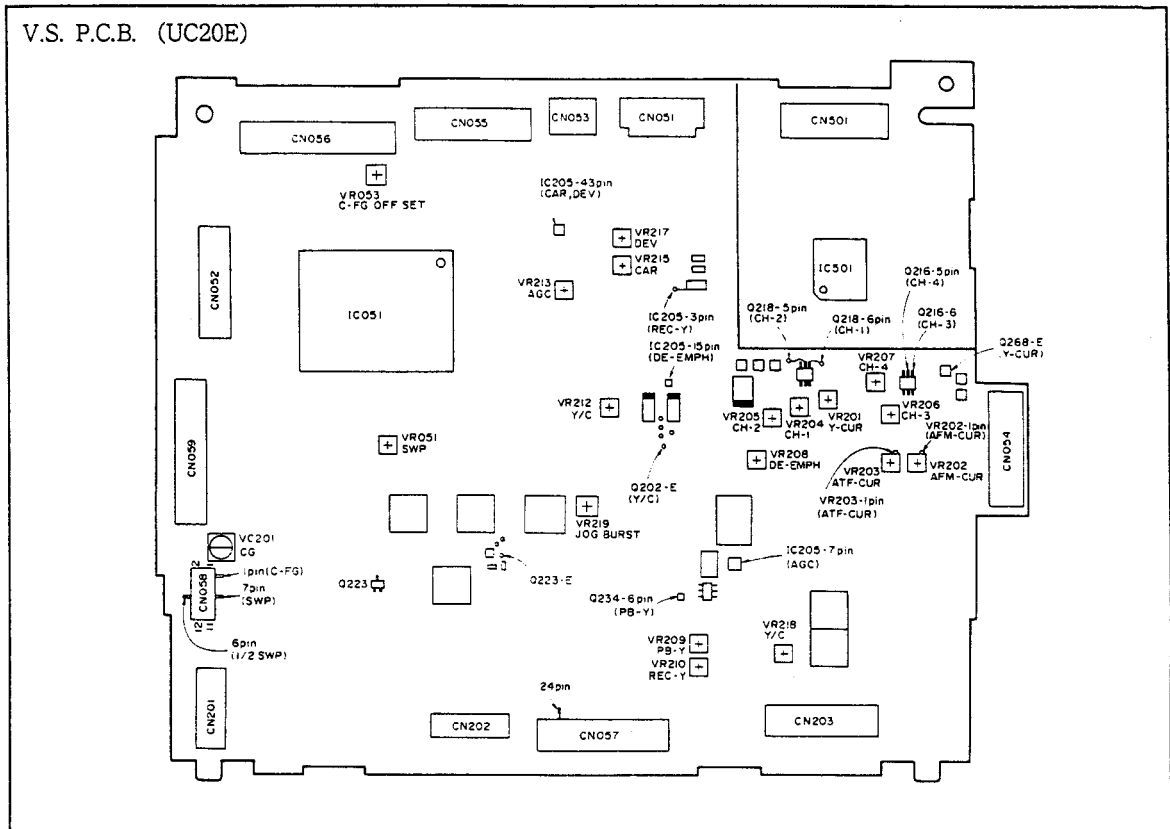 V.S. P.C.B. (UC20E)
CN056
CN055
CN053
CN051
CN501
VR053
C-FG OFF SET
IC205-43pin
(CAR,DEV)
CN052
IC051
VR217
DEV
VR215
CAR
VR213
AGC
IC501
IC205-3pin
(REC-Y)
IC205-15pin
(DE-EMPH)
Q218-5pin
(CH-2)
Q218-6pin
(CH-1)
Q216-5pin
(CH-4)
Q216-6
(CH-3)
Q268-E
(Y-CUR)
VR207
CH-4
CN059
VR212
Y/C
VR205
CH-2
VR204
CH-1
VR201
Y-CUR
VR206
CH-3
VR202-1pin
(AFM-CUR)
CN054
VR051
SWP
Q202-E
(Y/C)
VR208
DE-EMPH
VR203
ATF-CUR
VR202
AFM-CUR
VR203-1pin
(ATF-CUR)
VR219
JOG BURST
VC201
CG
2
1
1pin(C-FG)
CN058
7pin
(SWP)
12
11
6pin
(1/2 SWP)
Q223
Q223-E
IC205-7pin
(AGC)
Q234-6pin
(PB-Y)
VR209
PB-Y
VR210
REC-Y
VR218
Y/C
CN201
24pin
CN202
CN057
CN203